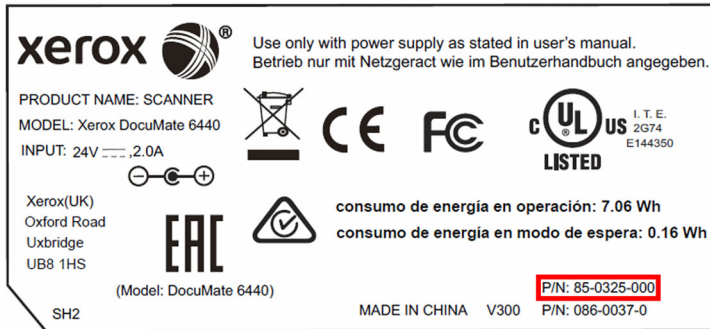 xerox ®
Use only with power supply as stated in user's manual.
Betrieb nur mit Netzgeract wie im Benutzerhandbuch angegeben.
PRODUCT NAME: SCANNER
MODEL: Xerox DocuMate 6440
INPUT: 24V ,2.0A
CE
FC
C UL ® US
LISTED
I. T. E.
2G74
E144350
Xerox(UK)
Oxford Road
Uxbridge
UB8 1HS
EAC
consumo de energía en operación: 7.06 Wh
consumo de energía en modo de espera: 0.16 Wh
(Model: DocuMate 6440)
P/N: 85-0325-000
SH2
MADE IN CHINA V300 P/N: 086-0037-0